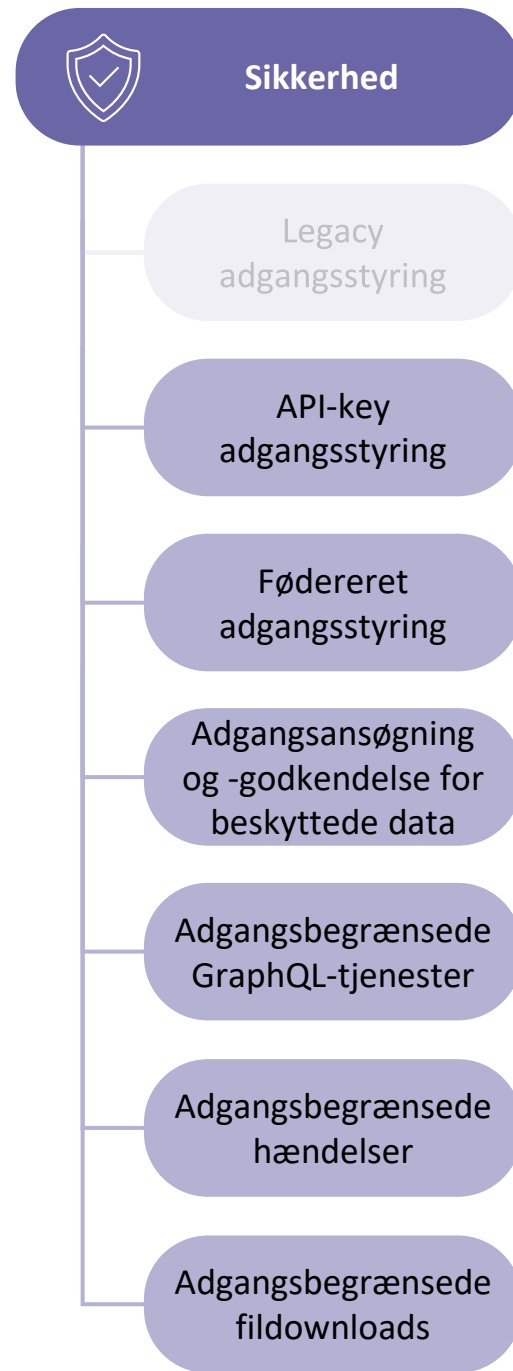 Sikkerhed
Legacy
adgangsstyring
API-key
adgangsstyring
Fødereret
adgangsstyring
Adgangsansøgning
og -godkendelse for
beskyttede data
Adgangsbegrænsede
GraphQL-tjenester
Adgangsbegrænsede
hændelser
Adgangsbegrænsede
fildownloads